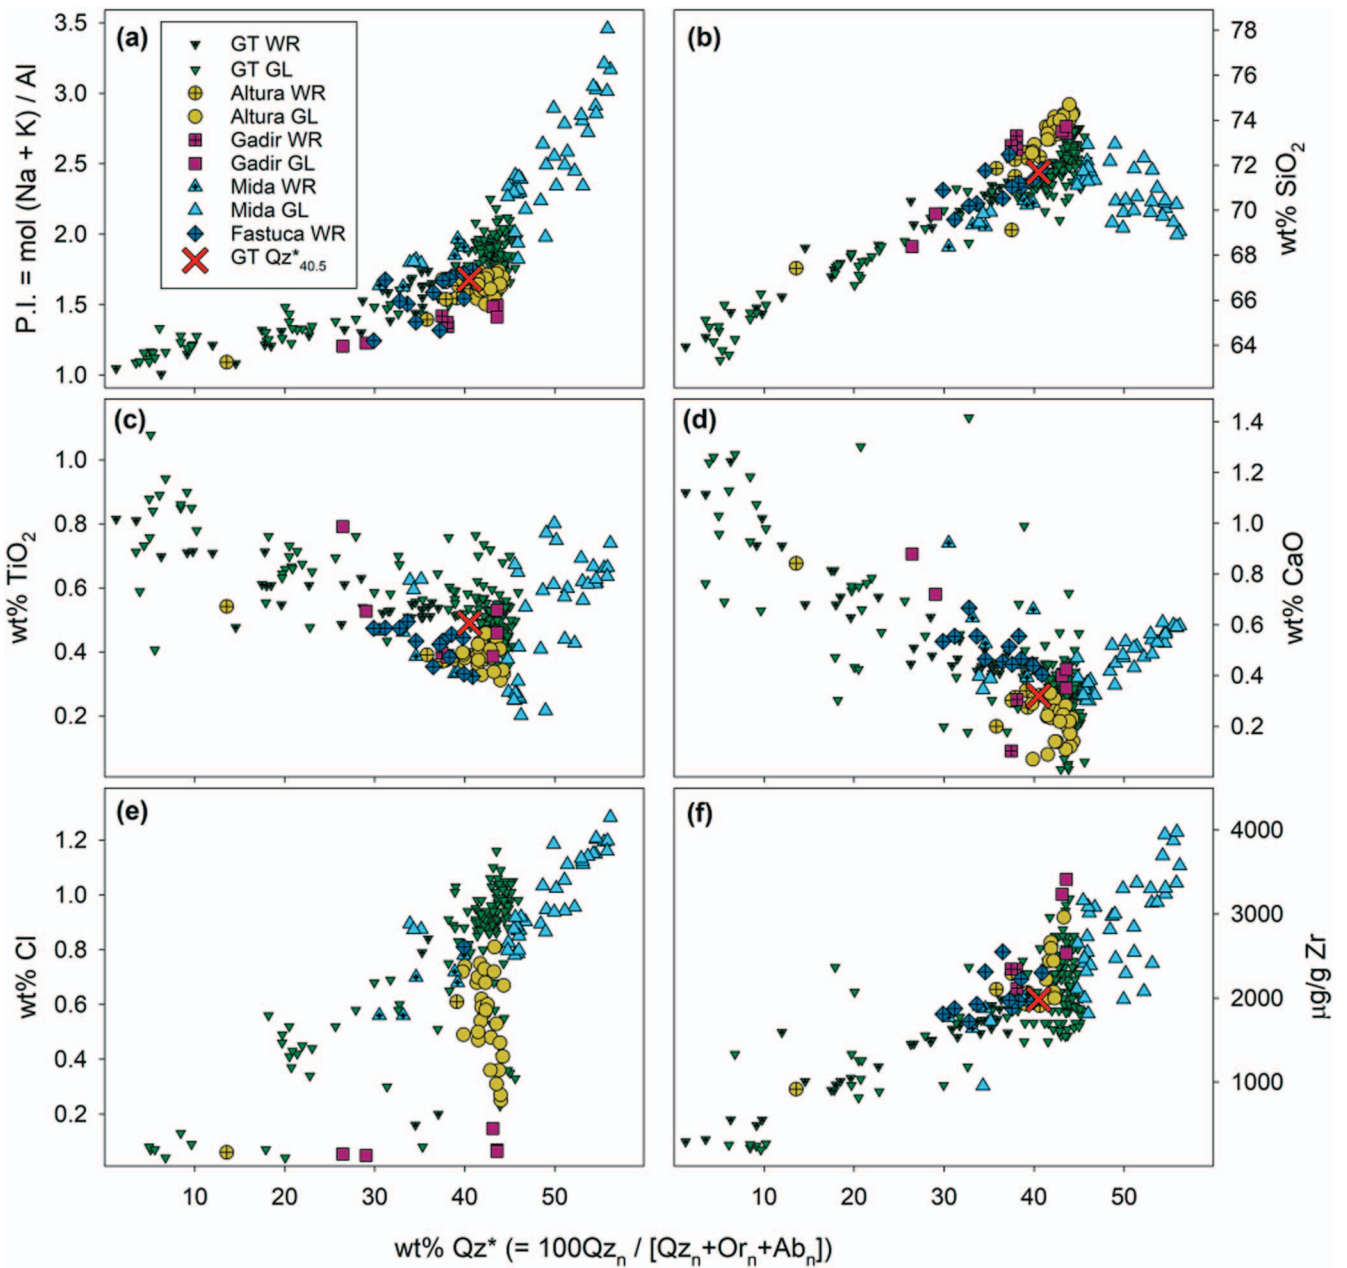 (a)
3.5
3.0
2.5
2.0
1.5
1.0
P.I. = mol (Na + K) / Al
GT WR
GT GL
Altura WR
Altura GL
Gadir WR
Gadir GL
Mida WR
Mida GL
Fastuca WR
GT Qz*40.5
(b)
78
76
74
72
70
68
66
64
wt% SiO2
(c)
1.0
0.8
0.6
0.4
0.2
wt% TiO2
(d)
1.4
1.2
1.0
0.8
0.6
0.4
0.2
wt% CaO
(e)
1.2
1.0
0.8
0.6
0.4
0.2
wt% Cl
(f)
4000
3000
2000
1000
µg/g Zr
10 20 30 40 50 10 20 30 40 50
wt% Qz* (= 100Qzn / [Qzn+Orn+Abn])